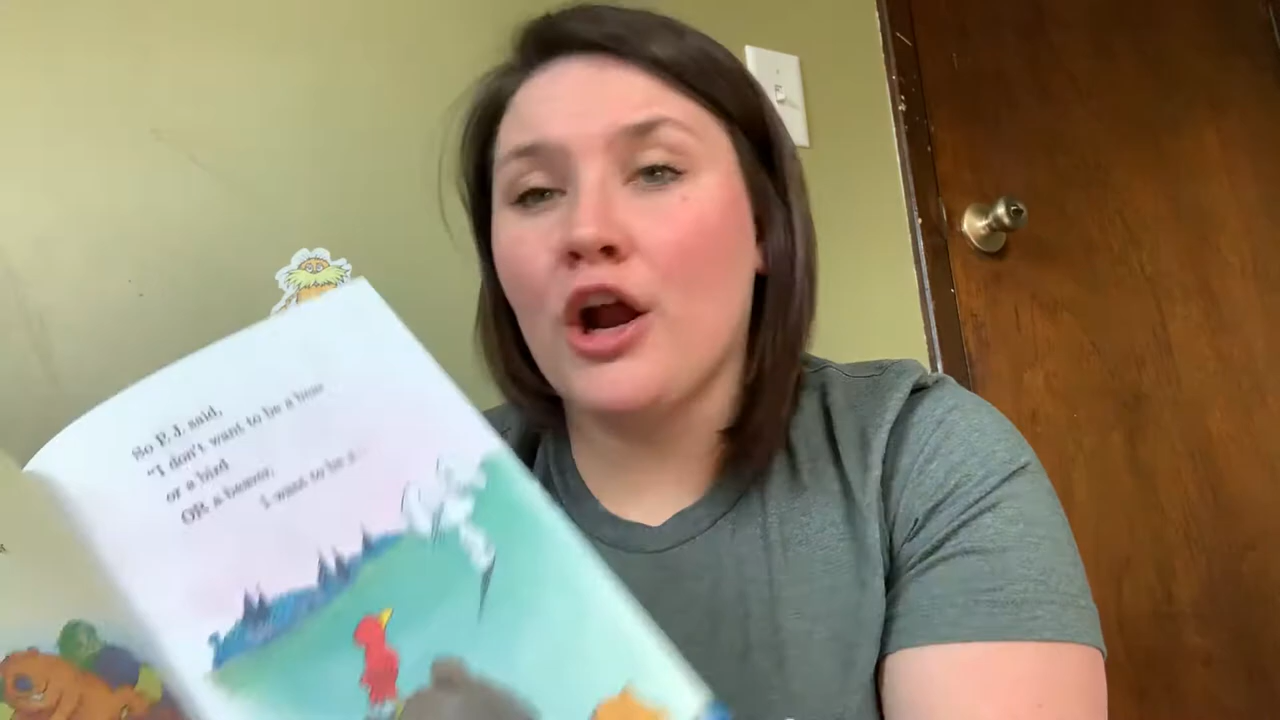 So P. J. said,
"I don't want to be a bear
or a bird
OR a beaver,
I want to be a